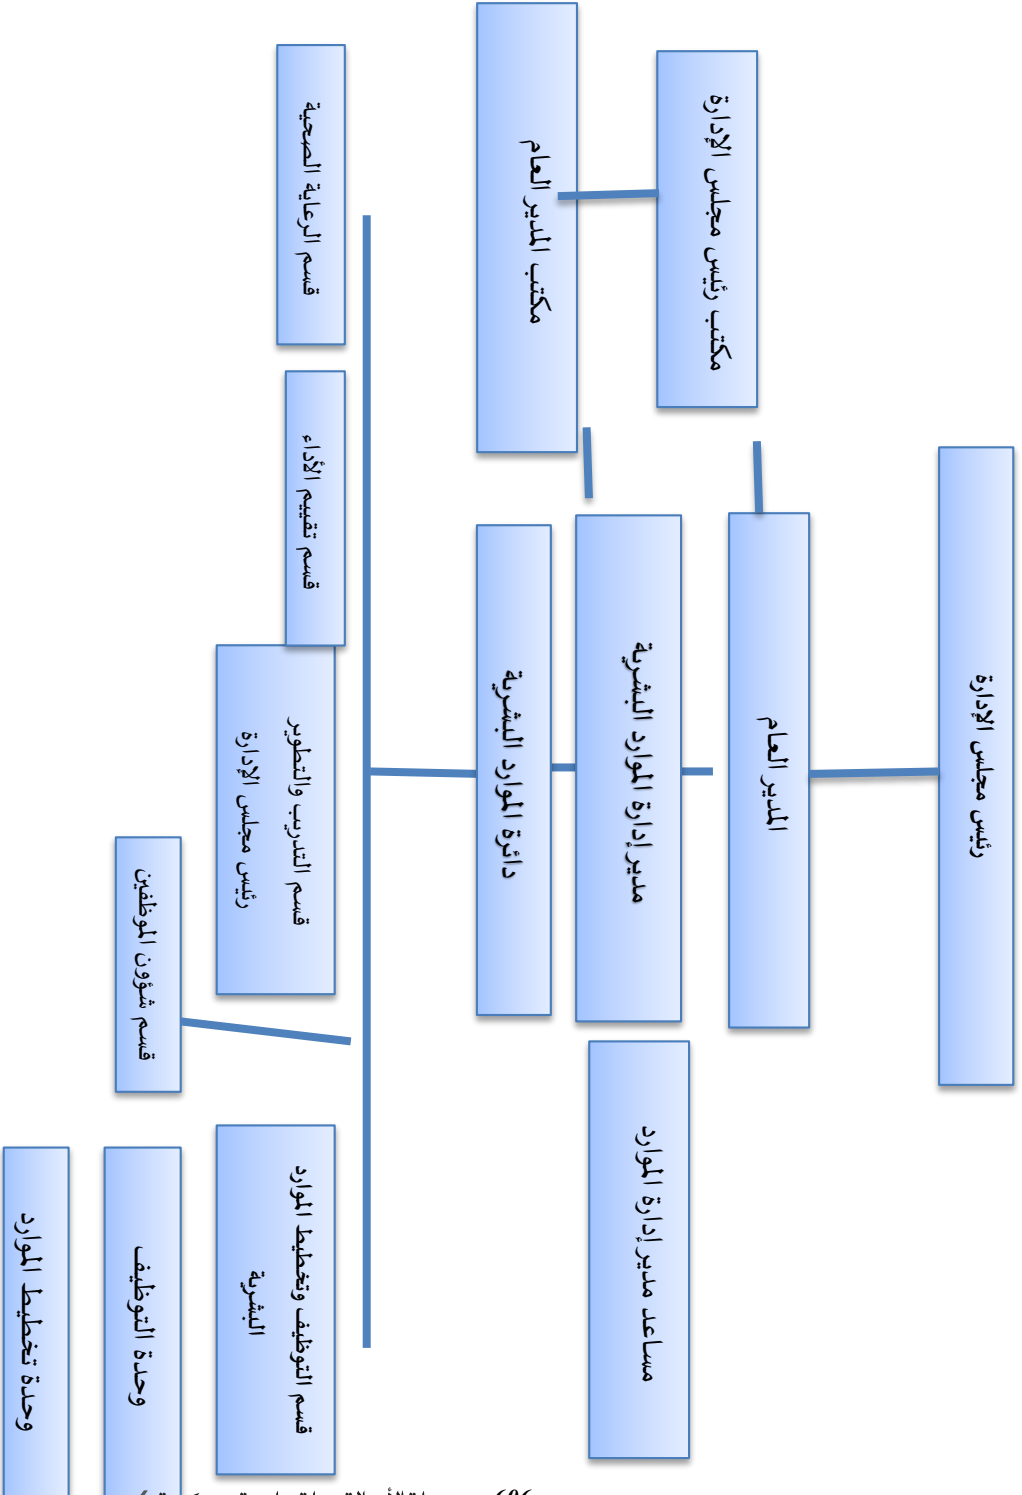 رئيس مجلس الإدارة
مكتب رئيس مجلس الإدارة
المدير العام
مكتب المدير العام
مدير إدارة الموارد البشرية
مساعد مدير إدارة الموارد
دائرة الموارد البشرية
قسم الرعاية الصحية
قسم تقييم الأداء
قسم التدريب والتطوير
رئيس مجلس الإدارة
قسم التوظيف وتخطيط الموارد
البشرية
قسم شؤون الموظفين
وحدة التوظيف
وحدة تخطيط الموارد